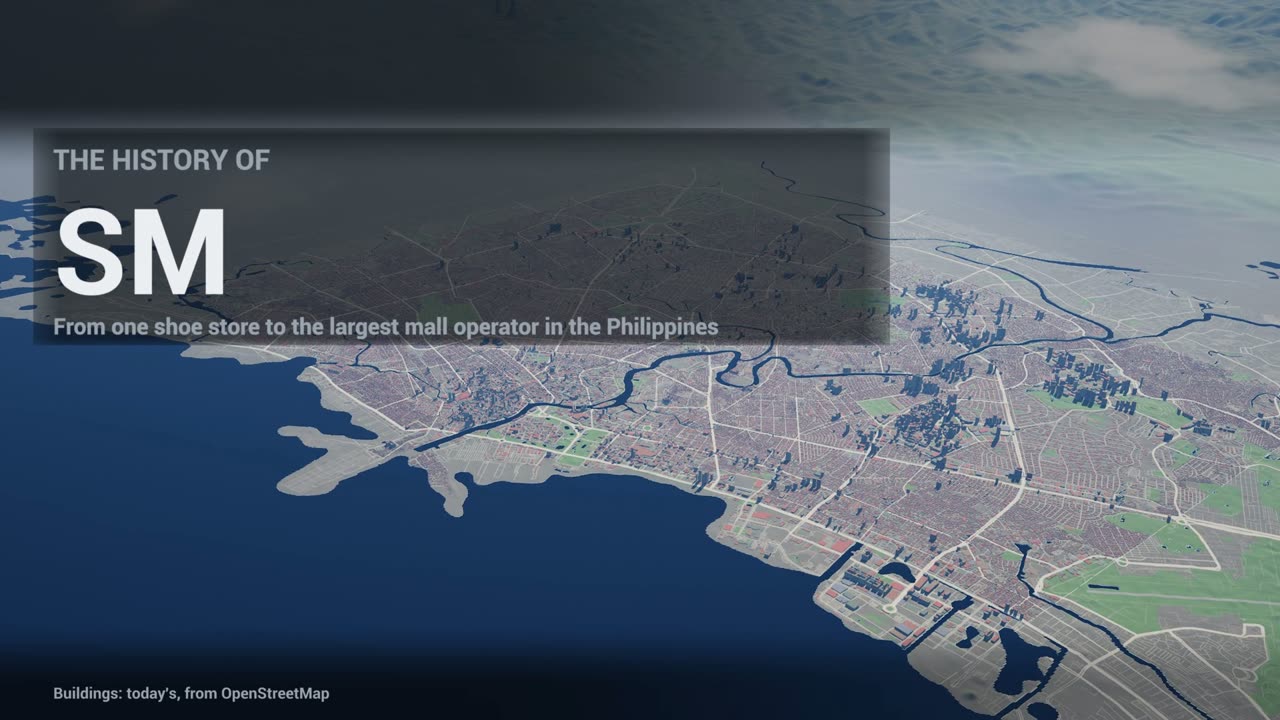 THE HISTORY OF
SM
From one shoe store to the largest mall operator in the Philippines
Buildings: today's, from OpenStreetMap